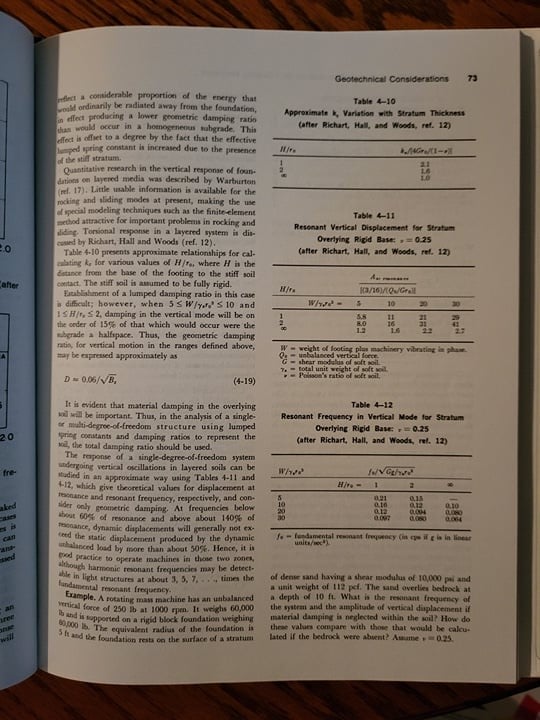 Geotechnical Considerations 73
reflect a considerable proportion of the energy that
would ordinarily be radiated away from the foundation,
in effect producing a lower geometric damping ratio
than would occur in a homogeneous subgrade. This
effect is offset to a degree by the fact that the effective
lumped spring constant is increased due to the presence
of the stiff stratum.
Quantitative research in the vertical response of foun-
dations on layered media was described by Warburton
(ref. 17). Little usable information is available for the
rocking and sliding modes at present, making the use
of special modeling techniques such as the finite-element
method attractive for important problems in rocking and
sliding. Torsional response in a layered system is dis-
cussed by Richart, Hall and Woods (ref. 12).
Table 4-10 presents approximate relationships for cal-
culating kz for various values of H/ro, where H is the
distance from the base of the footing to the stiff soil
contact. The stiff soil is assumed to be fully rigid.
Establishment of a lumped damping ratio in this case
is difficult; however, when 5 ≤ W/γsro³ ≤ 10 and
1 ≤ H/ro ≤ 2, damping in the vertical mode will be on
the order of 15% of that which would occur were the
subgrade a halfspace. Thus, the geometric damping
ratio, for vertical motion in the ranges defined above,
may be expressed approximately as
D ≈ 0.06/√Bz (4-19)
It is evident that material damping in the overlying
soil will be important. Thus, in the analysis of a single-
or multi-degree-of-freedom structure using lumped
spring constants and damping ratios to represent the
soil, the total damping ratio should be used.
The response of a single-degree-of-freedom system
undergoing vertical oscillations in layered soils can be
studied in an approximate way using Tables 4-11 and
4-12, which give theoretical values for displacement at
resonance and resonant frequency, respectively, and con-
sider only geometric damping. At frequencies below
about 60% of resonance and above about 140% of
resonance, dynamic displacements will generally not ex-
ceed the static displacement produced by the dynamic
unbalanced load by more than about 50%. Hence, it is
good practice to operate machines in those two zones,
although harmonic resonant frequencies may be detect-
able in light structures at about 3, 5, 7, . . ., times the
fundamental resonant frequency.
Example. A rotating mass machine has an unbalanced
vertical force of 250 lb at 1000 rpm. It weighs 60,000
lb and is supported on a rigid block foundation weighing
60,000 lb. The equivalent radius of the foundation is
5 ft and the foundation rests on the surface of a stratum
Table 4-10
Approximate kz Variation with Stratum Thickness
(after Richart, Hall, and Woods, ref. 12)
H/ro kz/[4Gro/(1-ν)]
1 2.1
2 1.6
∞ 1.0
Table 4-11
Resonant Vertical Displacement for Stratum
Overlying Rigid Base: ν = 0.25
(after Richart, Hall, and Woods, ref. 12)
Az, resonance
H/ro [(3/16)/(Qo/Gro)]
W/γsro³ = 5 10 20 30
1 5.8 11 21 29
2 8.0 16 31 41
∞ 1.2 1.6 2.2 2.7
W = weight of footing plus machinery vibrating in phase.
Qo = unbalanced vertical force.
G = shear modulus of soft soil.
γs = total unit weight of soft soil.
ν = Poisson's ratio of soft soil.
Table 4-12
Resonant Frequency in Vertical Mode for Stratum
Overlying Rigid Base: ν = 0.25
(after Richart, Hall, and Woods, ref. 12)
W/γsro³ fo/√Gg/γsro²
H/ro = 1 2 ∞
5 0.21 0.15 —
10 0.16 0.12 0.10
20 0.12 0.094 0.080
30 0.097 0.080 0.064
fo = fundamental resonant frequency (in cps if g is in linear
units/sec²).
of dense sand having a shear modulus of 10,000 psi and
a unit weight of 112 pcf. The sand overlies bedrock at
a depth of 10 ft. What is the resonant frequency of
the system and the amplitude of vertical displacement if
material damping is neglected within the soil? How do
these values compare with those that would be calcu-
lated if the bedrock were absent? Assume ν = 0.25.